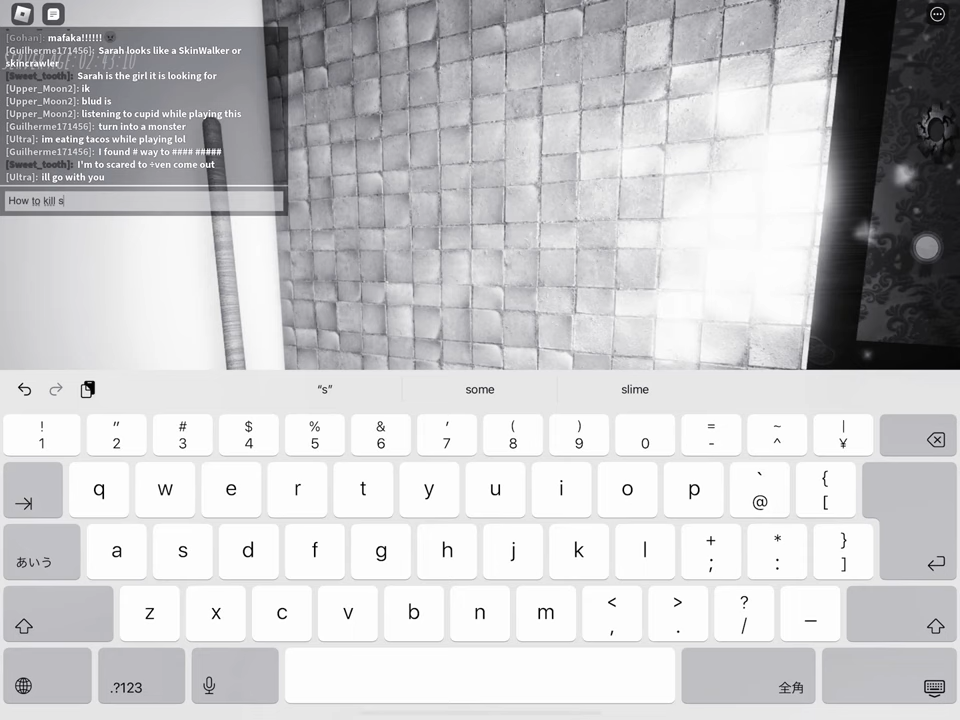 [Gohan]: mafaka!!!!!!
[Guilherme171456]: Sarah looks like a SkinWalker or
skincrawler
02:43:10
[Sweet_tooth]: Sarah is the girl it is looking for
[Upper_Moon2]: ik
[Upper_Moon2]: blud is
[Upper_Moon2]: listening to cupid while playing this
[Guilherme171456]: turn into a monster
[Ultra]: im eating tacos while playing lol
[Guilherme171456]: I found # way to #### #####
[Sweet_tooth]: I'm to scared to ÷ven come out
[Ultra]: ill go with you
How to kill s
"s" some slime
! " # $ % & ' ( ) = ~ |
1 2 3 4 5 6 7 8 9 0 - ^ ¥
q w e r t y u i o p ` {
@ [
a s d f g h j k l + * }
あいう ; : ]
z x c v b n m < > ? _
, . /
.?123 全角